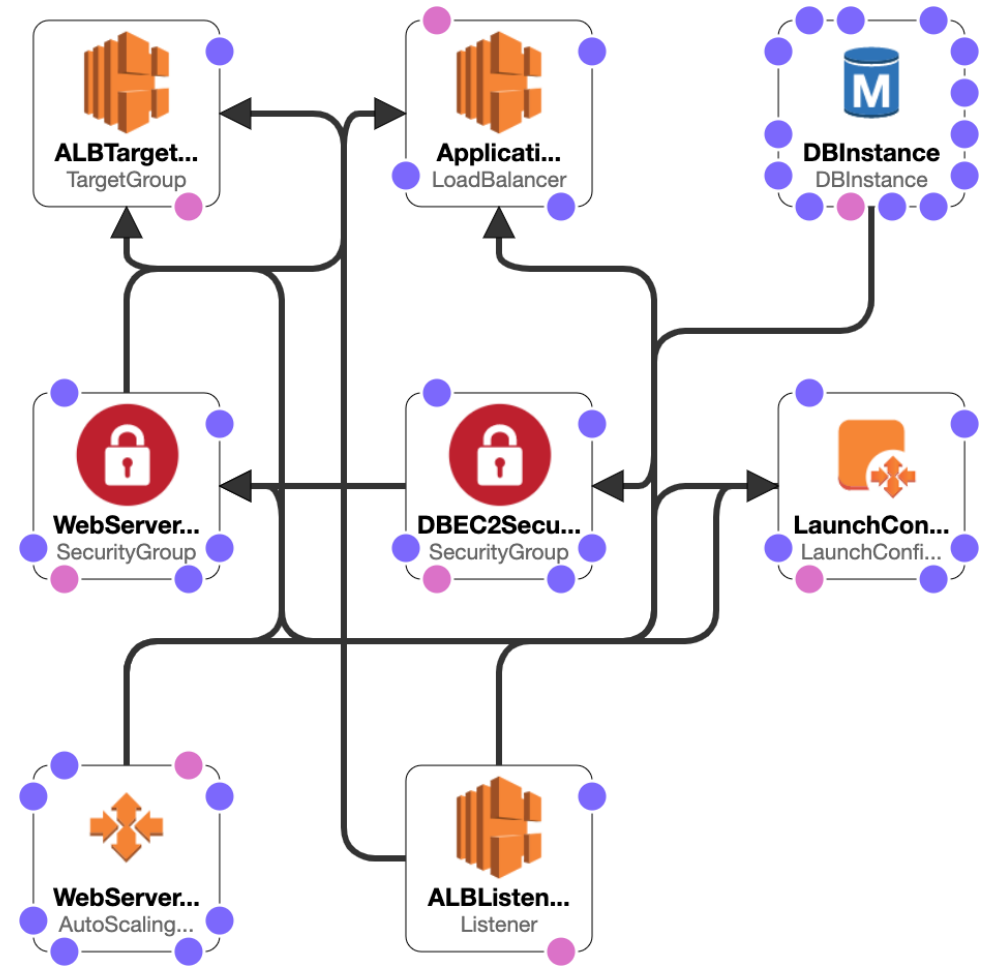 ALBTarget...
TargetGroup
Applicati...
LoadBalancer
M
DBInstance
DBInstance
WebServer...
SecurityGroup
DBEC2Secu...
SecurityGroup
LaunchCon...
LaunchConfi...
WebServer...
AutoScaling...
ALBListen...
Listener